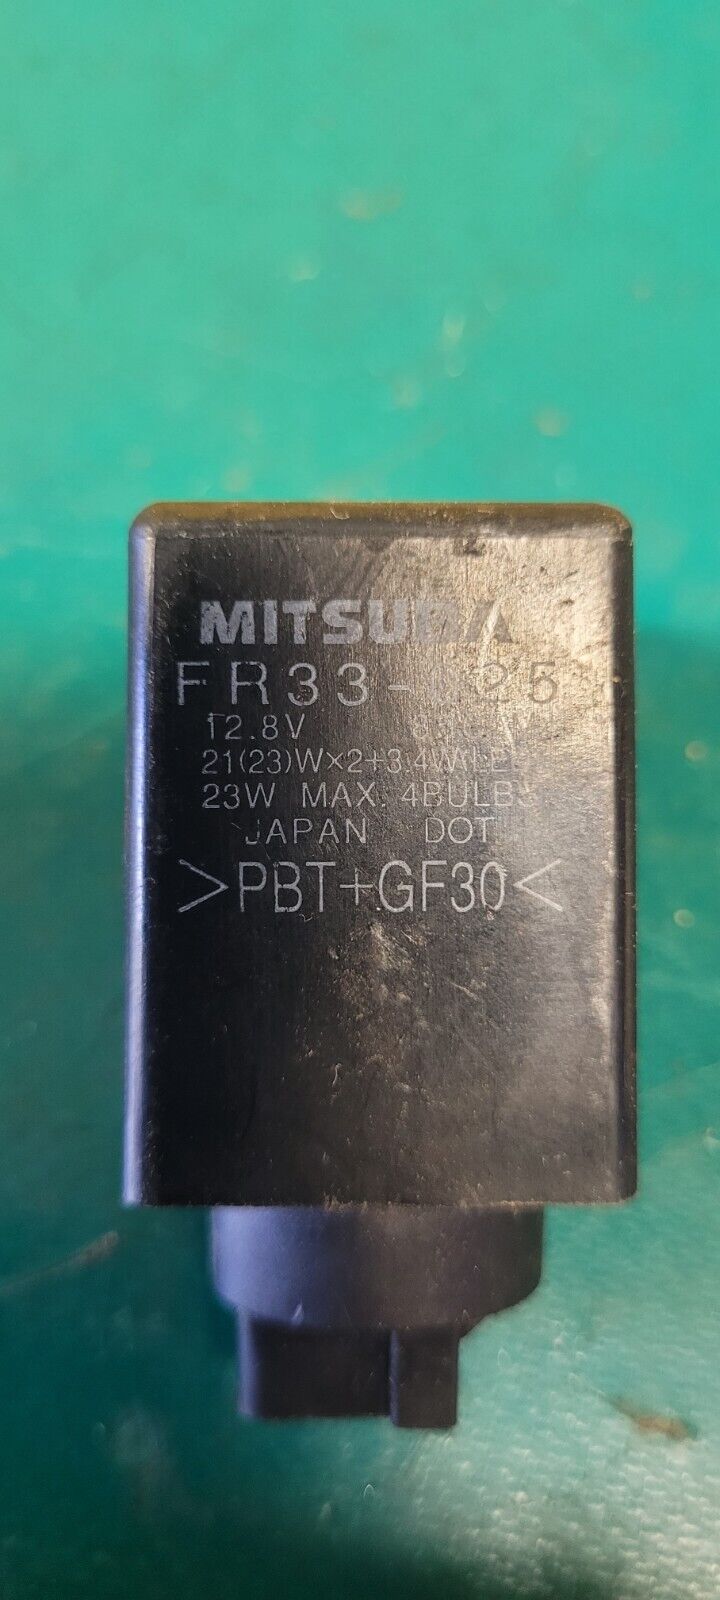 MITSUBA
12.8V
21(23)W×2+3.4W
23W MAX. 4BULBS
JAPAN DOT
>PBT+GF30<